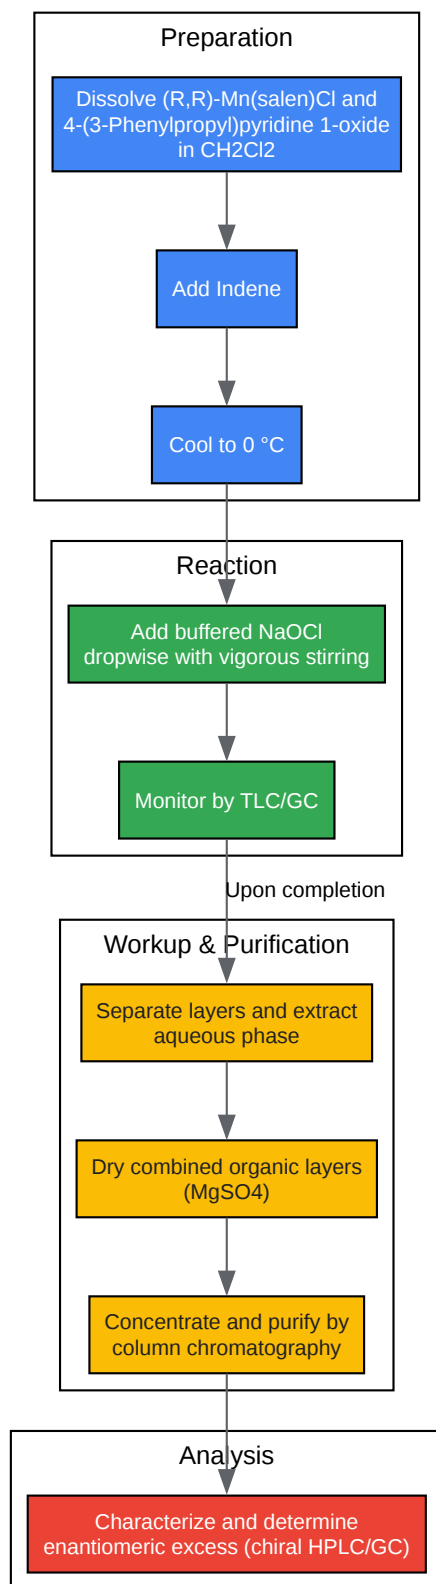 Preparation
Dissolve (R,R)-Mn(salen)Cl and
4-(3-Phenylpropyl)pyridine 1-oxide
in CH2Cl2
Add Indene
Cool to 0 °C
Reaction
Add buffered NaOCl
dropwise with vigorous stirring
Monitor by TLC/GC
Upon completion
Workup & Purification
Separate layers and extract
aqueous phase
Dry combined organic layers
(MgSO4)
Concentrate and purify by
column chromatography
Analysis
Characterize and determine
enantiomeric excess (chiral HPLC/GC)